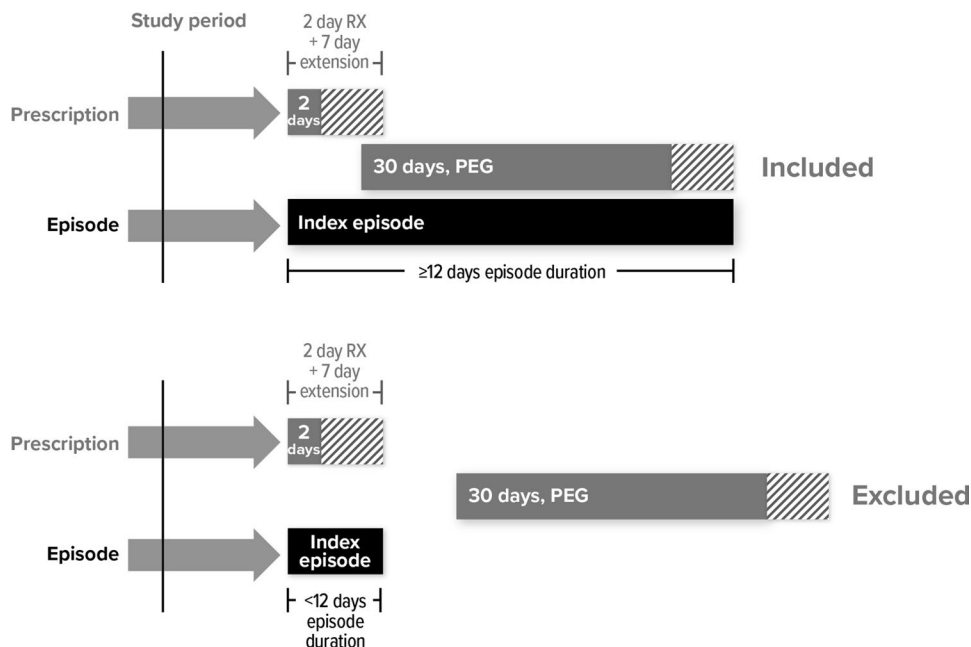 Study period
2 day RX
+ 7 day
extension
Prescription
2
days
30 days, PEG
Included
Episode
Index episode
≥12 days episode duration
2 day RX
+ 7 day
extension
Prescription
2
days
30 days, PEG
Excluded
Episode
Index
episode
<12 days
episode
duration